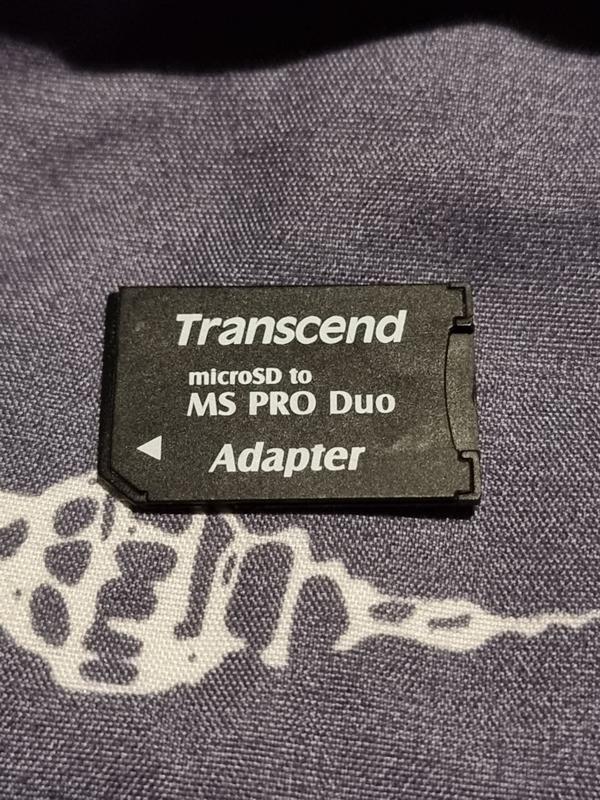 Transcend
microSD to
MS PRO Duo
Adapter